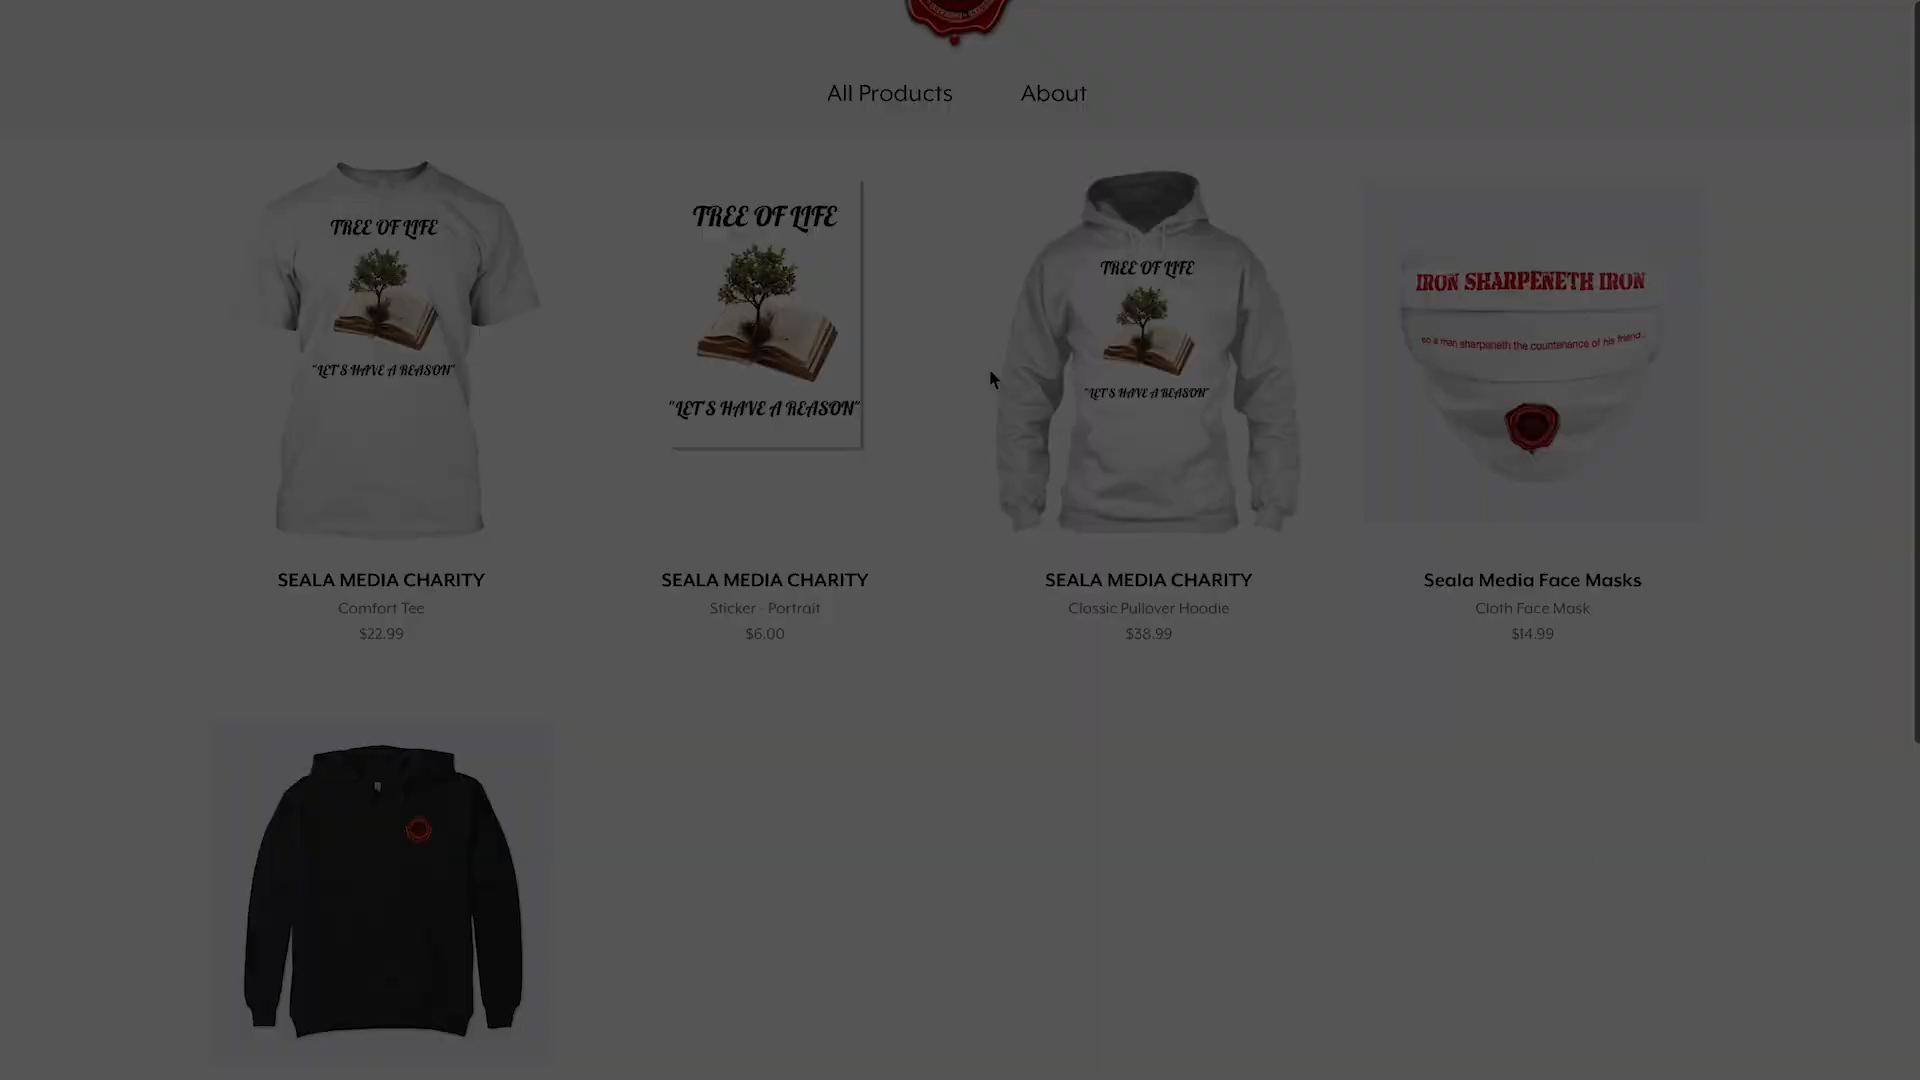 All Products
About
TREE OF LIFE
"LET'S HAVE A REASON"
TREE OF LIFE
"LET'S HAVE A REASON"
TREE OF LIFE
"LET'S HAVE A REASON"
IRON SHARPENETH IRON
so a man sharpeneth the countenance of his friend..
SEALA MEDIA CHARITY
Comfort Tee
$22.99
SEALA MEDIA CHARITY
Sticker - Portrait
$6.00
SEALA MEDIA CHARITY
Classic Pullover Hoodie
$38.99
Seala Media Face Masks
Cloth Face Mask
$14.99